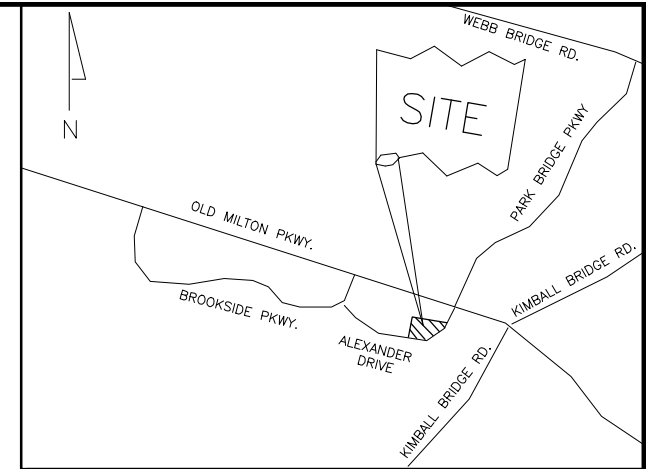 WEBB BRIDGE RD.
SITE
N
PARK BRIDGE PKWY
OLD MILTON PKWY.
KIMBALL BRIDGE RD.
BROOKSIDE PKWY.
ALEXANDER
DRIVE
KIMBALL BRIDGE RD.